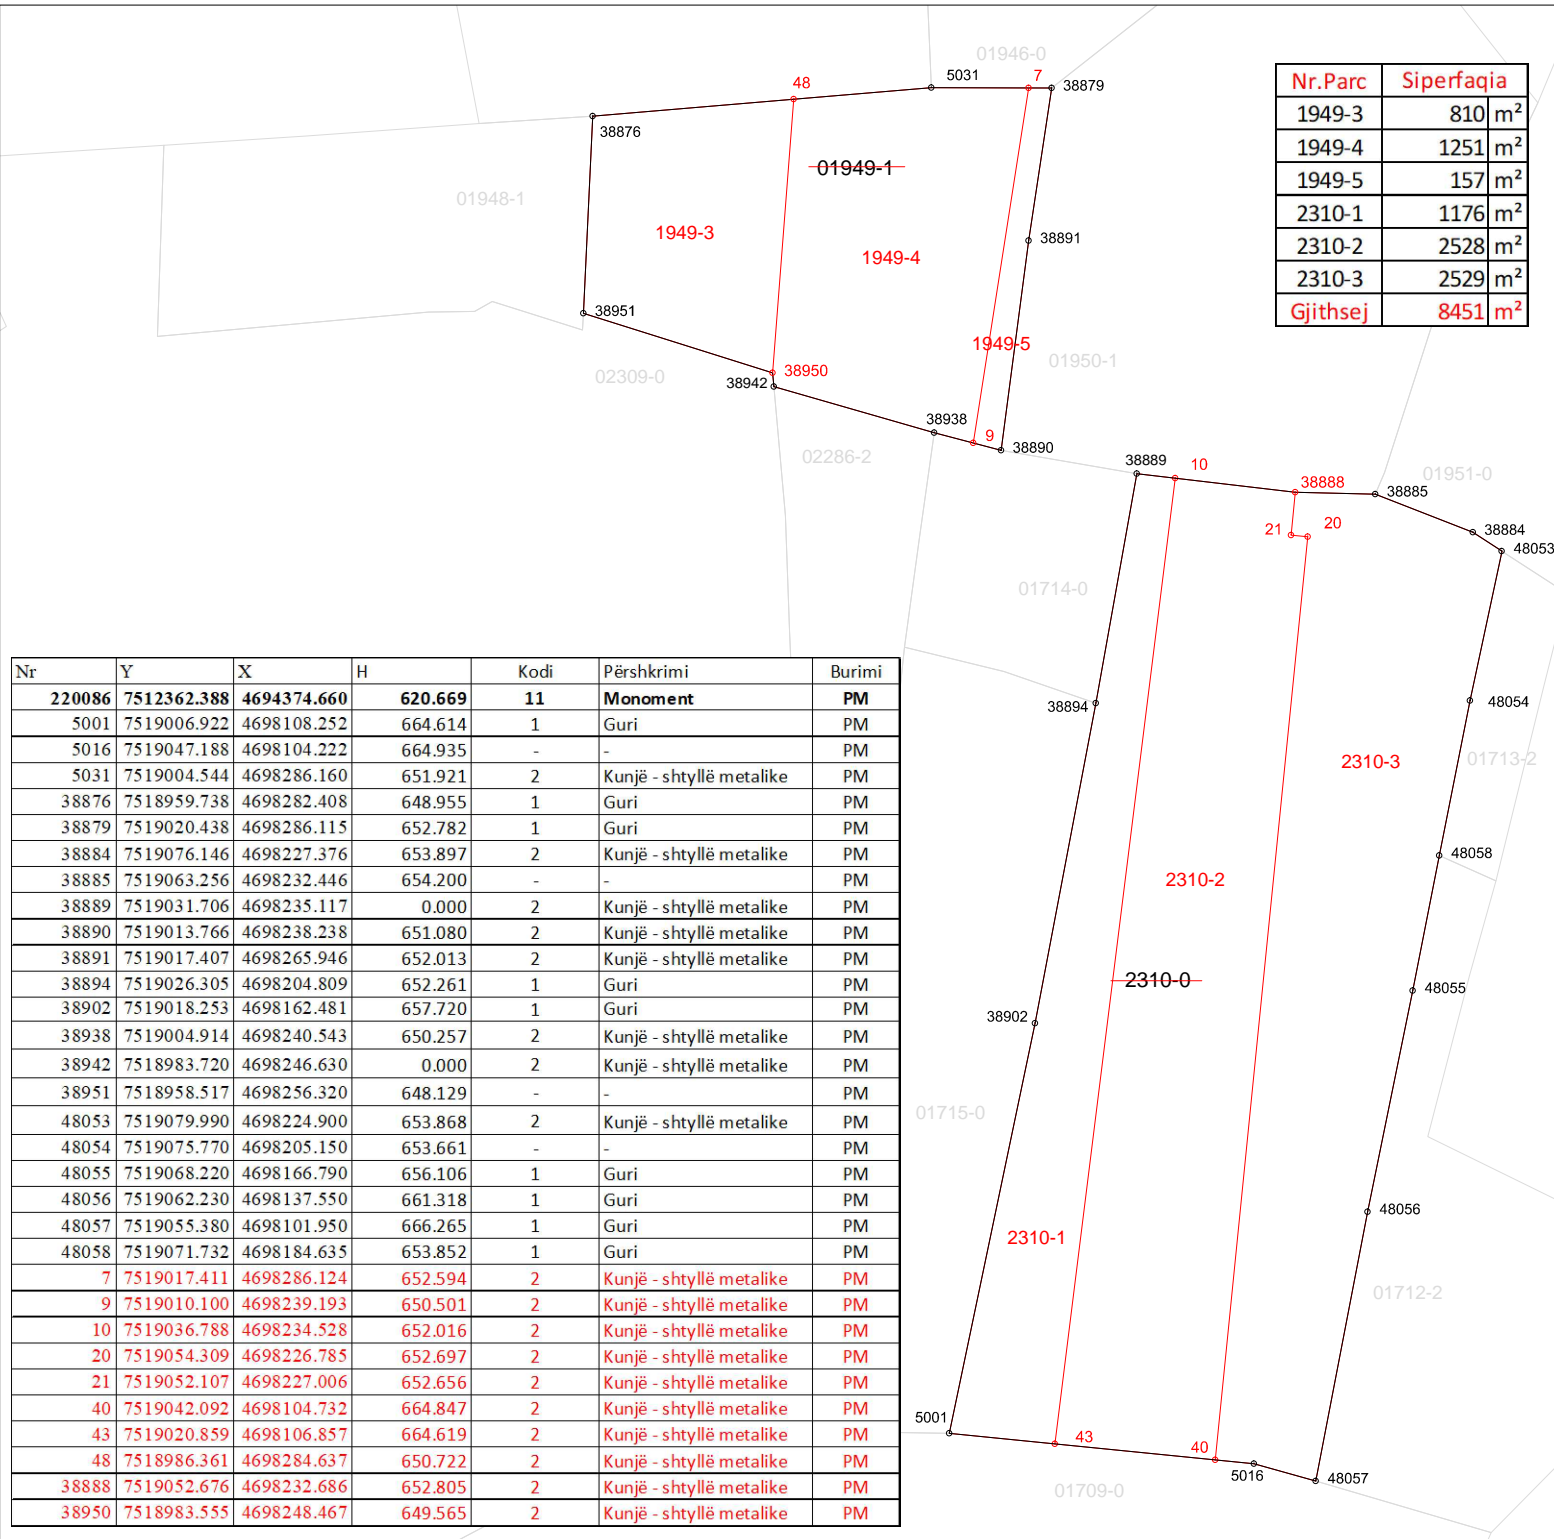 01946-0
5031
7
38879
48
38876
01949-1
01948-1
1949-3
1949-4
38891
38951
1949-5
01950-1
02309-0
38950
38942
38938
9
38890
02286-2
Nr.Parc Siperfaqia
1949-3 810 m²
1949-4 1251 m²
1949-5 157 m²
2310-1 1176 m²
2310-2 2528 m²
2310-3 2529 m²
Gjithsej 8451 m²
38889
10
38888
38885
01951-0
21
20
38884
48053
01714-0
38894
48054
01713-2
2310-3
48058
2310-2
2310-0
48055
38902
01715-0
48056
2310-1
01712-2
5001
43
40
5016
48057
01709-0
Nr Y X H Kodi Përshkrimi Burimi
220086 7512362.388 4694374.660 620.669 11 Monoment PM
5001 7519006.922 4698108.252 664.614 1 Guri PM
5016 7519047.188 4698104.222 664.935 - - PM
5031 7519004.544 4698286.160 651.921 2 Kunjë - shtyllë metalike PM
38876 7518959.738 4698282.408 648.955 1 Guri PM
38879 7519020.438 4698286.115 652.782 1 Guri PM
38884 7519076.146 4698227.376 653.897 2 Kunjë - shtyllë metalike PM
38885 7519063.256 4698232.446 654.200 - - PM
38889 7519031.706 4698235.117 0.000 2 Kunjë - shtyllë metalike PM
38890 7519013.766 4698238.238 651.080 2 Kunjë - shtyllë metalike PM
38891 7519017.407 4698265.946 652.013 2 Kunjë - shtyllë metalike PM
38894 7519026.305 4698204.809 652.261 1 Guri PM
38902 7519018.253 4698162.481 657.720 1 Guri PM
38938 7519004.914 4698240.543 650.257 2 Kunjë - shtyllë metalike PM
38942 7518983.720 4698246.630 0.000 2 Kunjë - shtyllë metalike PM
38951 7518958.517 4698256.320 648.129 - - PM
48053 7519079.990 4698224.900 653.868 2 Kunjë - shtyllë metalike PM
48054 7519075.770 4698205.150 653.661 - - PM
48055 7519068.220 4698166.790 656.106 1 Guri PM
48056 7519062.230 4698137.550 661.318 1 Guri PM
48057 7519055.380 4698101.950 666.265 1 Guri PM
48058 7519071.732 4698184.635 653.852 1 Guri PM
7 7519017.411 4698286.124 652.594 2 Kunjë - shtyllë metalike PM
9 7519010.100 4698239.193 650.501 2 Kunjë - shtyllë metalike PM
10 7519036.788 4698234.528 652.016 2 Kunjë - shtyllë metalike PM
20 7519054.309 4698226.785 652.697 2 Kunjë - shtyllë metalike PM
21 7519052.107 4698227.006 652.656 2 Kunjë - shtyllë metalike PM
40 7519042.092 4698104.732 664.847 2 Kunjë - shtyllë metalike PM
43 7519020.859 4698106.857 664.619 2 Kunjë - shtyllë metalike PM
48 7518986.361 4698284.637 650.722 2 Kunjë - shtyllë metalike PM
38888 7519052.676 4698232.686 652.805 2 Kunjë - shtyllë metalike PM
38950 7518983.555 4698248.467 649.565 2 Kunjë - shtyllë metalike PM